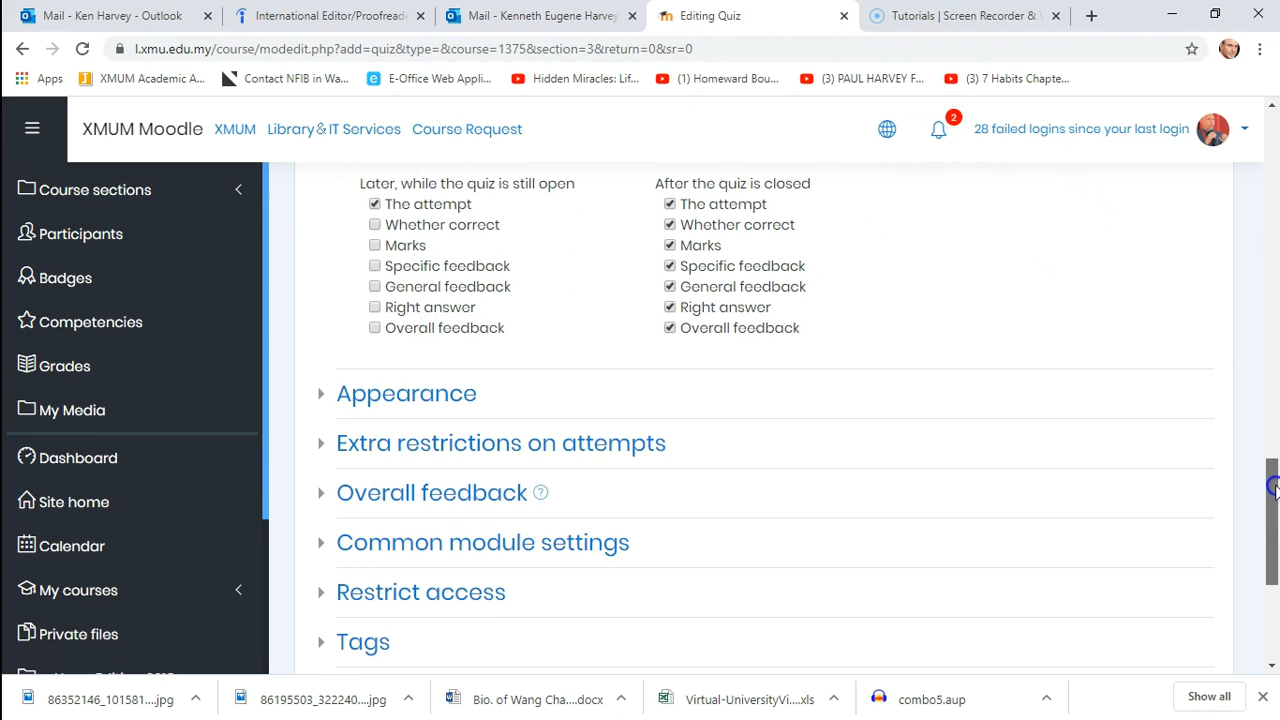 Mail - Ken Harvey - Outlook
International Editor/Proofreade
Mail - Kenneth Eugene Harvey
Editing Quiz
Tutorials | Screen Recorder & V
l.xmu.edu.my/course/modedit.php?add=quiz&type=&course=1375&section=3&return=0&sr=0
Apps
XMUM Academic A...
Contact NFIB in Wa...
E-Office Web Applic...
Hidden Miracles: Lif...
(1) Homeward Bou...
(3) PAUL HARVEY F...
(3) 7 Habits Chapte...
XMUM Moodle
XMUM
Library&IT Services
Course Request
2
28 failed logins since your last login
Course sections
Participants
Badges
Competencies
Grades
My Media
Dashboard
Site home
Calendar
My courses
Private files
Later, while the quiz is still open
The attempt
Whether correct
Marks
Specific feedback
General feedback
Right answer
Overall feedback
After the quiz is closed
The attempt
Whether correct
Marks
Specific feedback
General feedback
Right answer
Overall feedback
Appearance
Extra restrictions on attempts
Overall feedback ?
Common module settings
Restrict access
Tags
86352146_101581....jpg
86195503_322240....jpg
Bio. of Wang Cha....docx
Virtual-UniversityVi....xls
combo5.aup
Show all